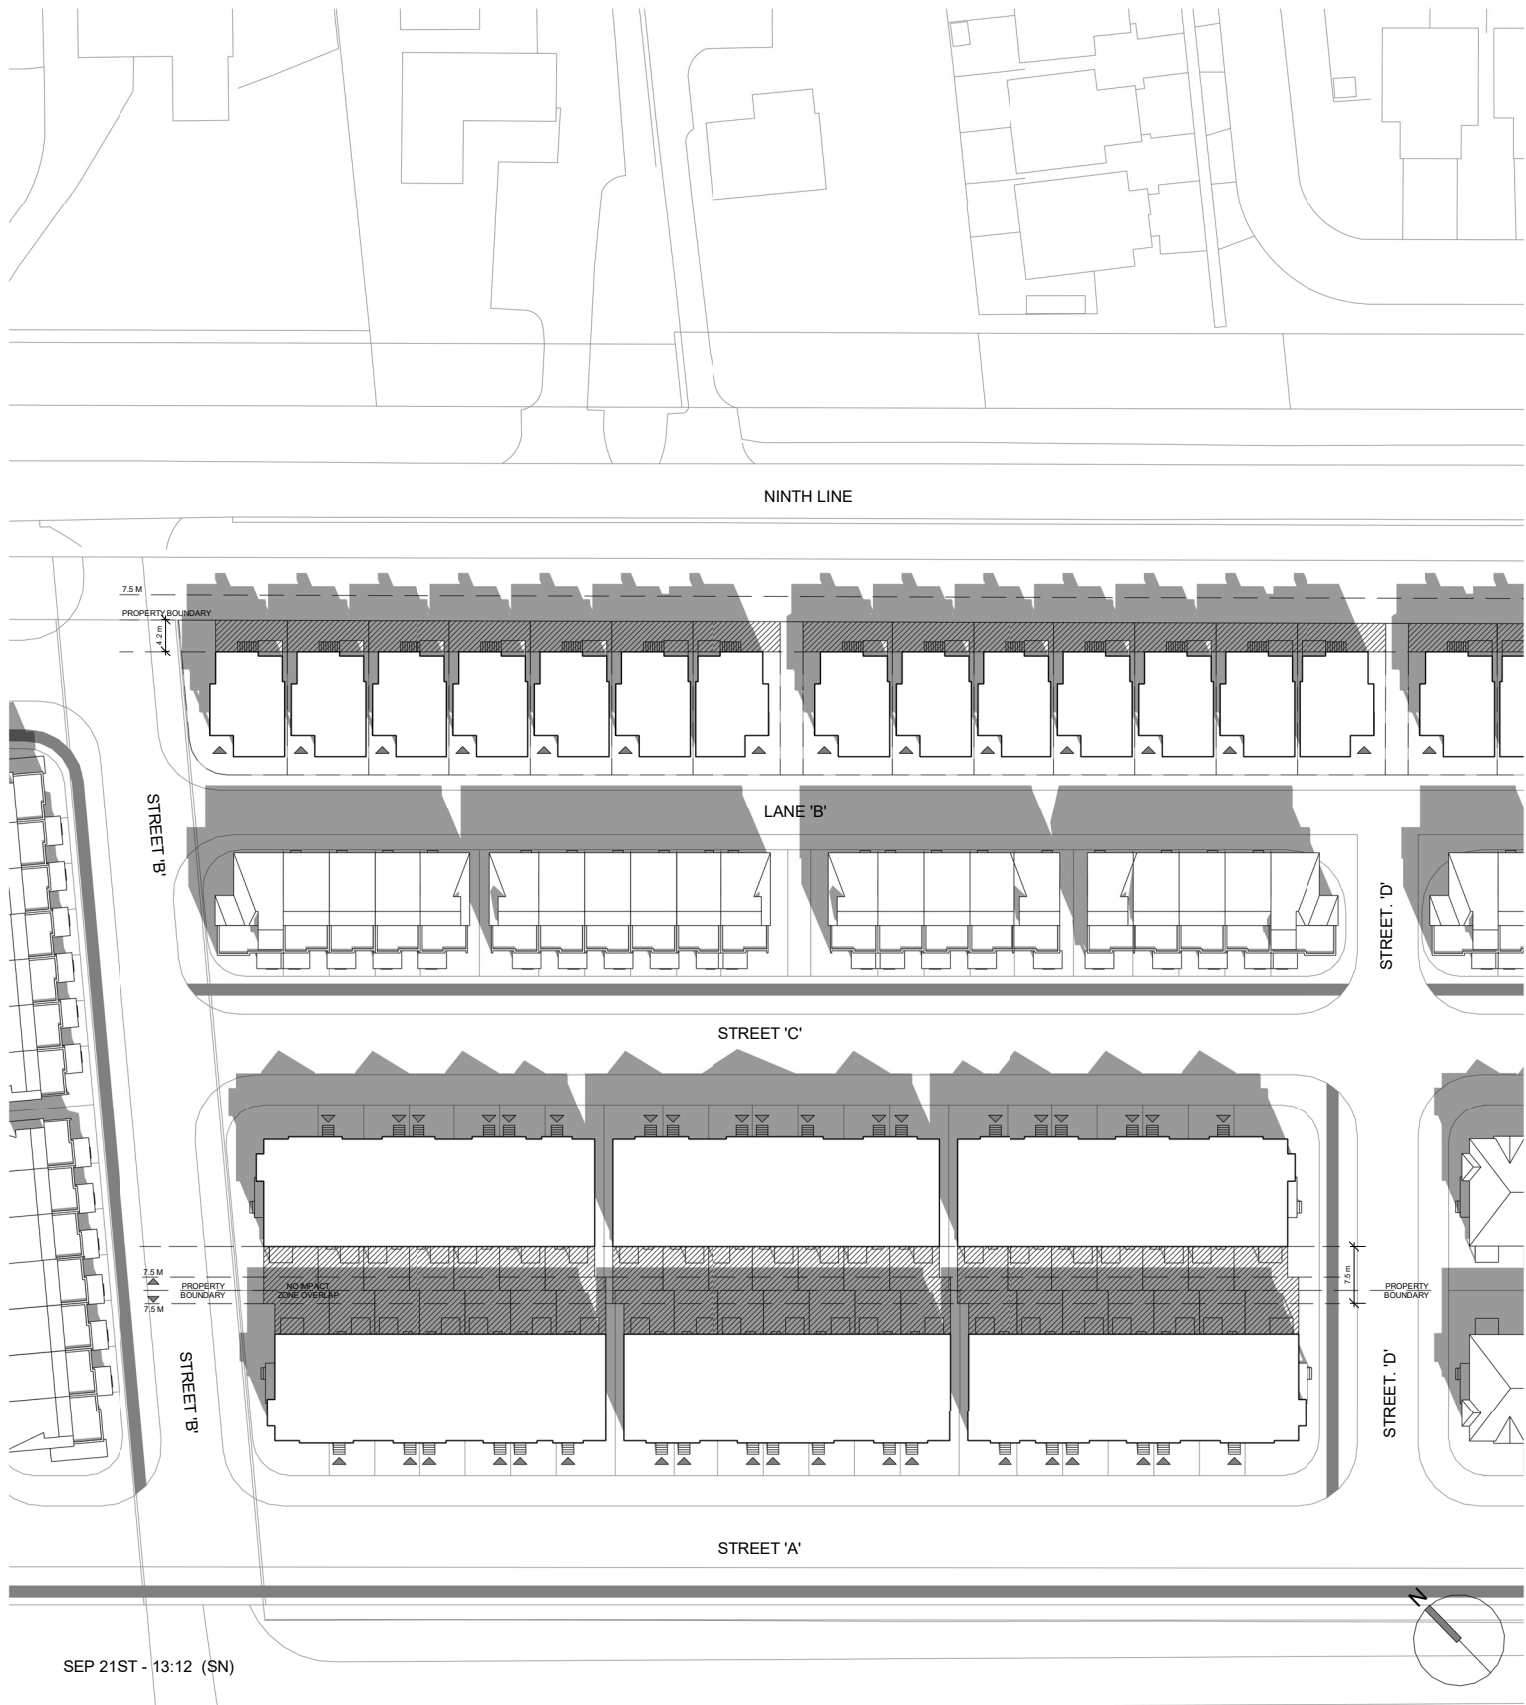 NINTH LINE
7.5 M
PROPERTY BOUNDARY
4.2 m
LANE 'B'
STREET 'B'
STREET. 'D'
STREET 'C'
7.5 M
PROPERTY
BOUNDARY
7.5 M
NO IMPACT
ZONE OVERLAP
7.5 m
PROPERTY
BOUNDARY
STREET 'B'
STREET. 'D'
STREET 'A'
N
SEP 21ST - 13:12 (SN)